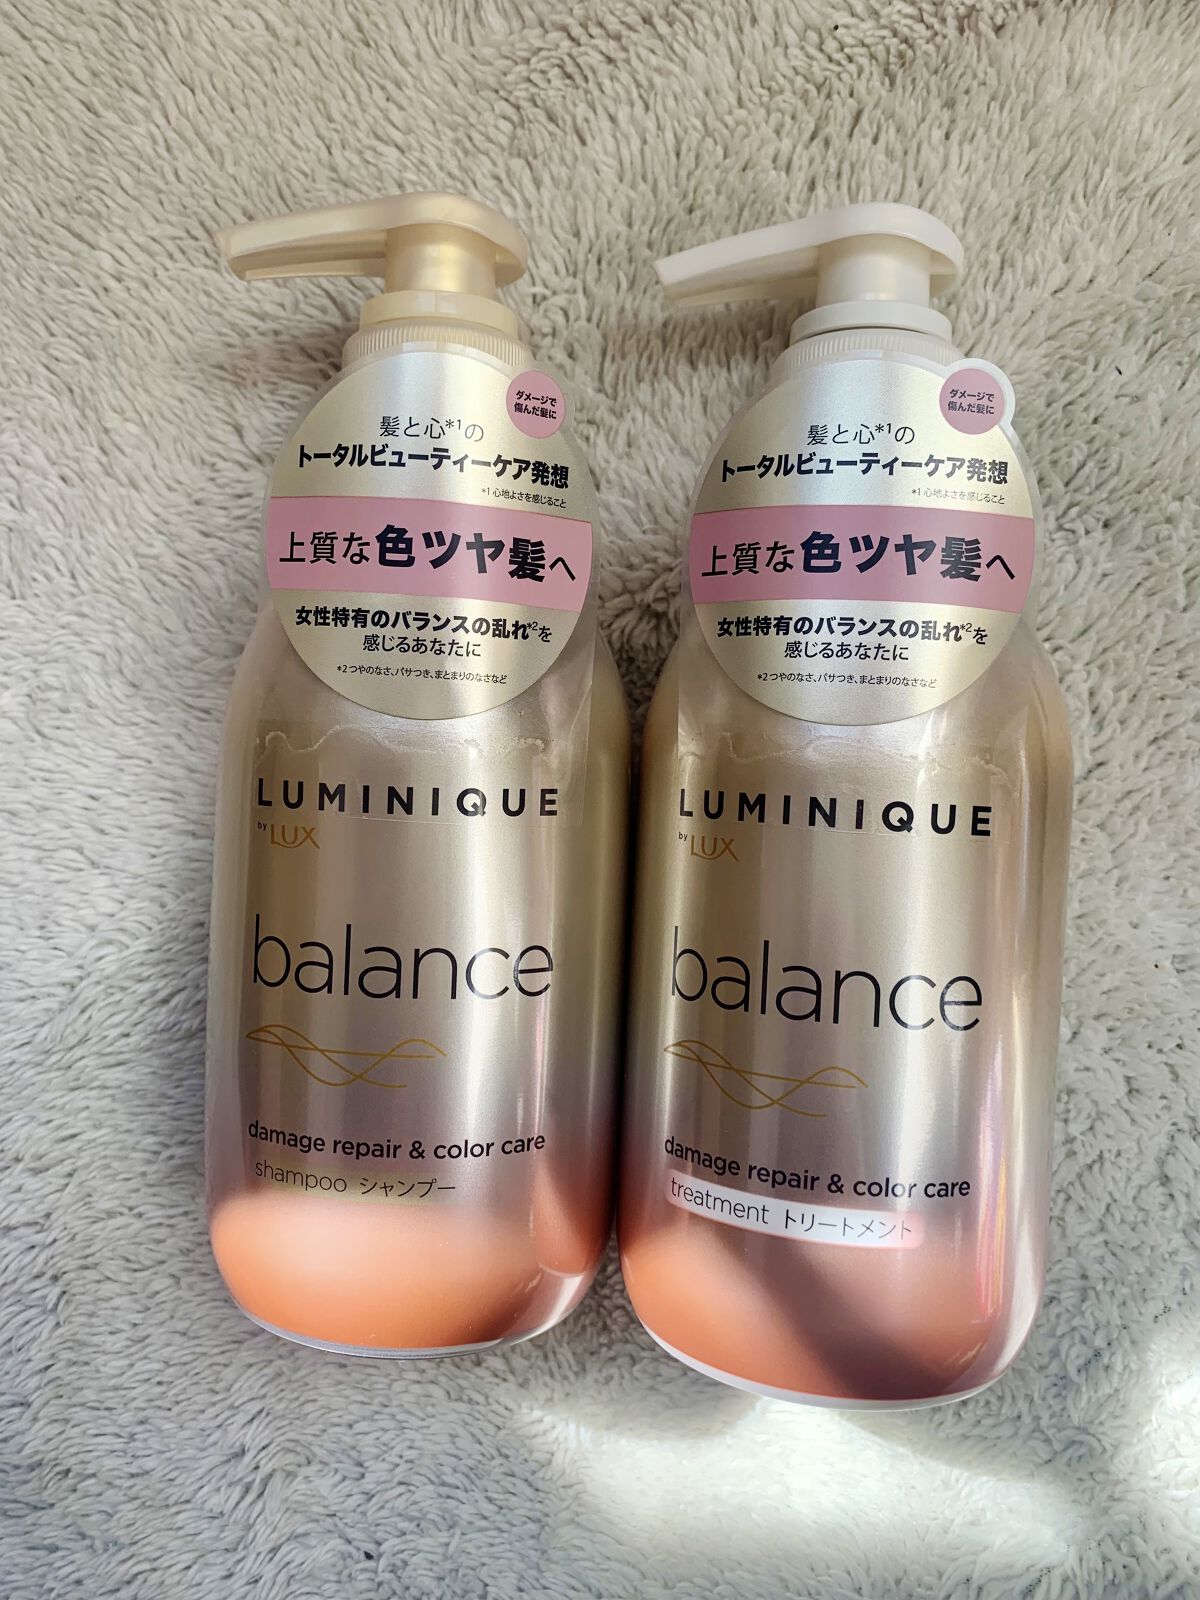 ダメージで
傷んだ髪に
髪と心*1の
トータルビューティーケア発想
*1 心地よさを感じること
上質な色ツヤ髪へ
女性特有のバランスの乱れ*2を
感じるあなたに
*2 つやのなさ、パサつき、まとまりのなさなど
LUMINIQUE
by LUX
balance
damage repair & color care
shampoo シャンプー
ダメージで
傷んだ髪に
髪と心*1の
トータルビューティーケア発想
*1 心地よさを感じること
上質な色ツヤ髪へ
女性特有のバランスの乱れ*2を
感じるあなたに
*2 つやのなさ、パサつき、まとまりのなさなど
LUMINIQUE
by LUX
balance
damage repair & color care
treatment トリートメント